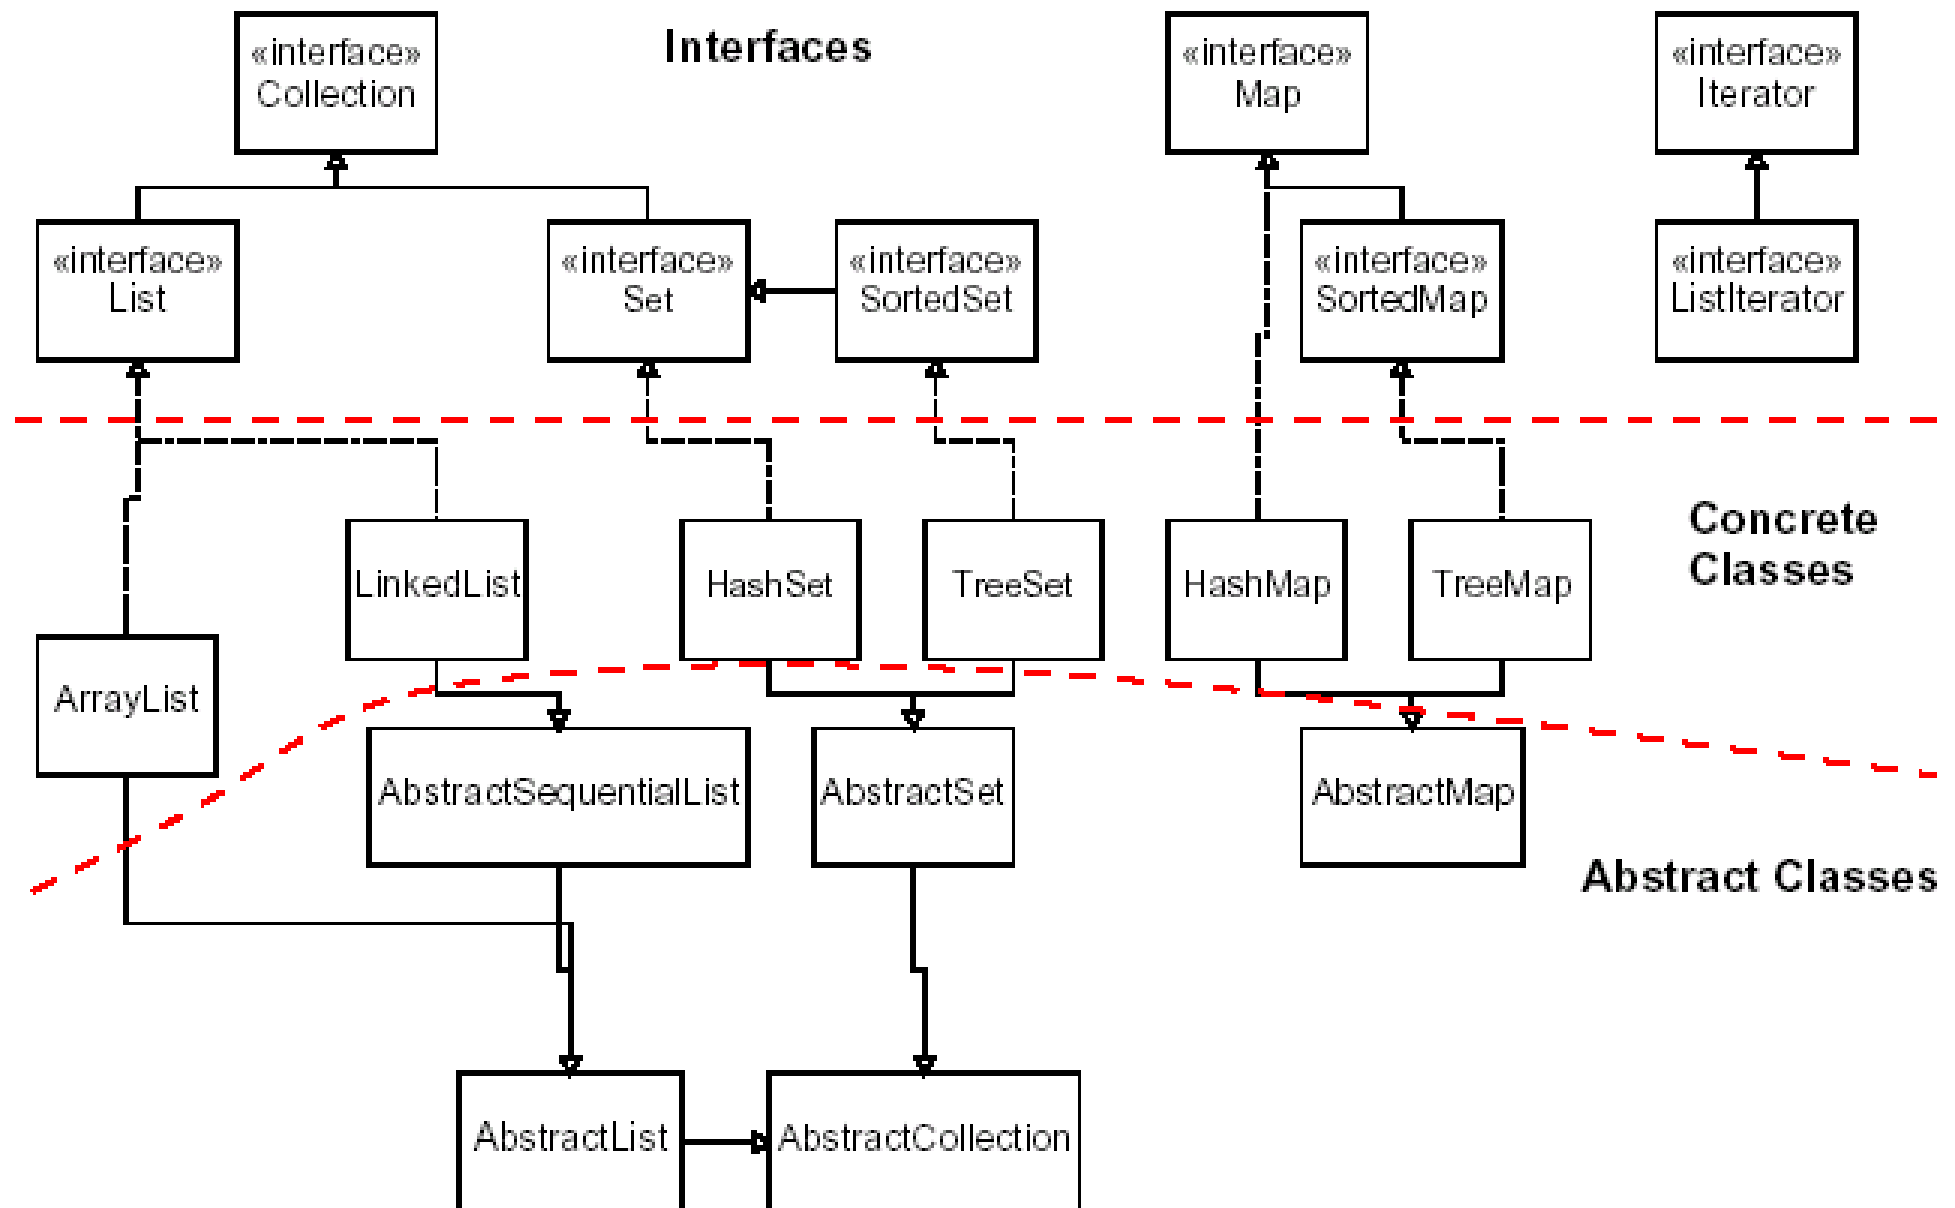 «interface»
Collection
Interfaces
«interface»
Map
«interface»
Iterator
«interface»
List
«interface»
Set
«interface»
SortedSet
«interface»
SortedMap
«interface»
ListIterator
Concrete
Classes
LinkedList
HashSet
TreeSet
HashMap
TreeMap
ArrayList
AbstractSequentialList
AbstractSet
AbstractMap
Abstract Classes
AbstractList
AbstractCollection